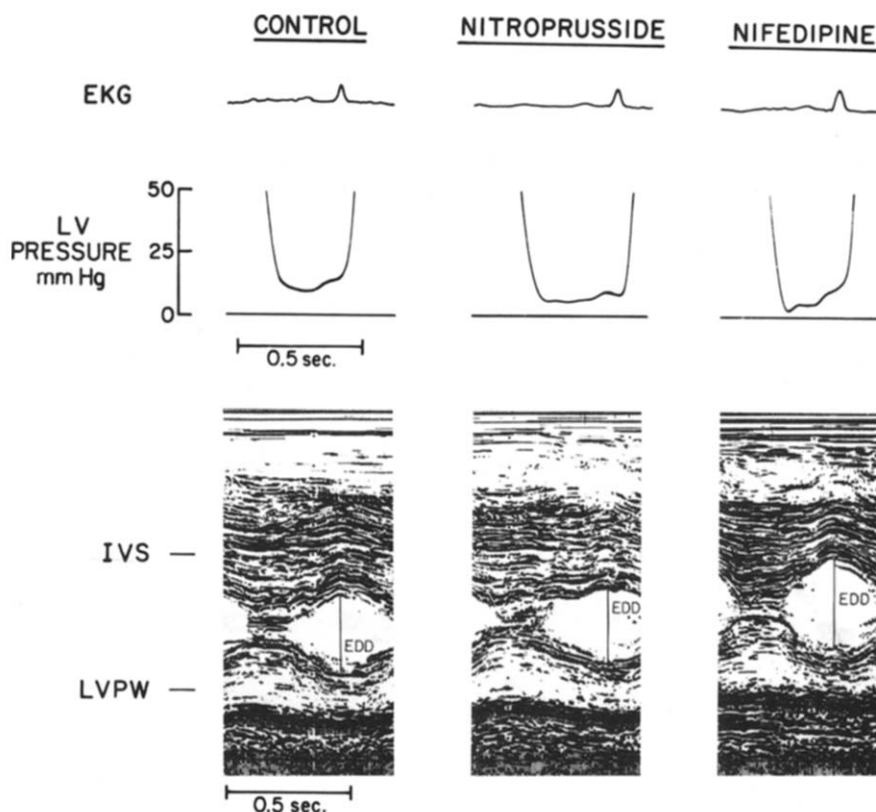 CONTROL NITROPRUSSIDE NIFEDIPINE
EKG
50
LV
PRESSURE
mm Hg
25
0
0.5 sec.
IVS
EDD EDD EDD
LVPW
0.5 sec.